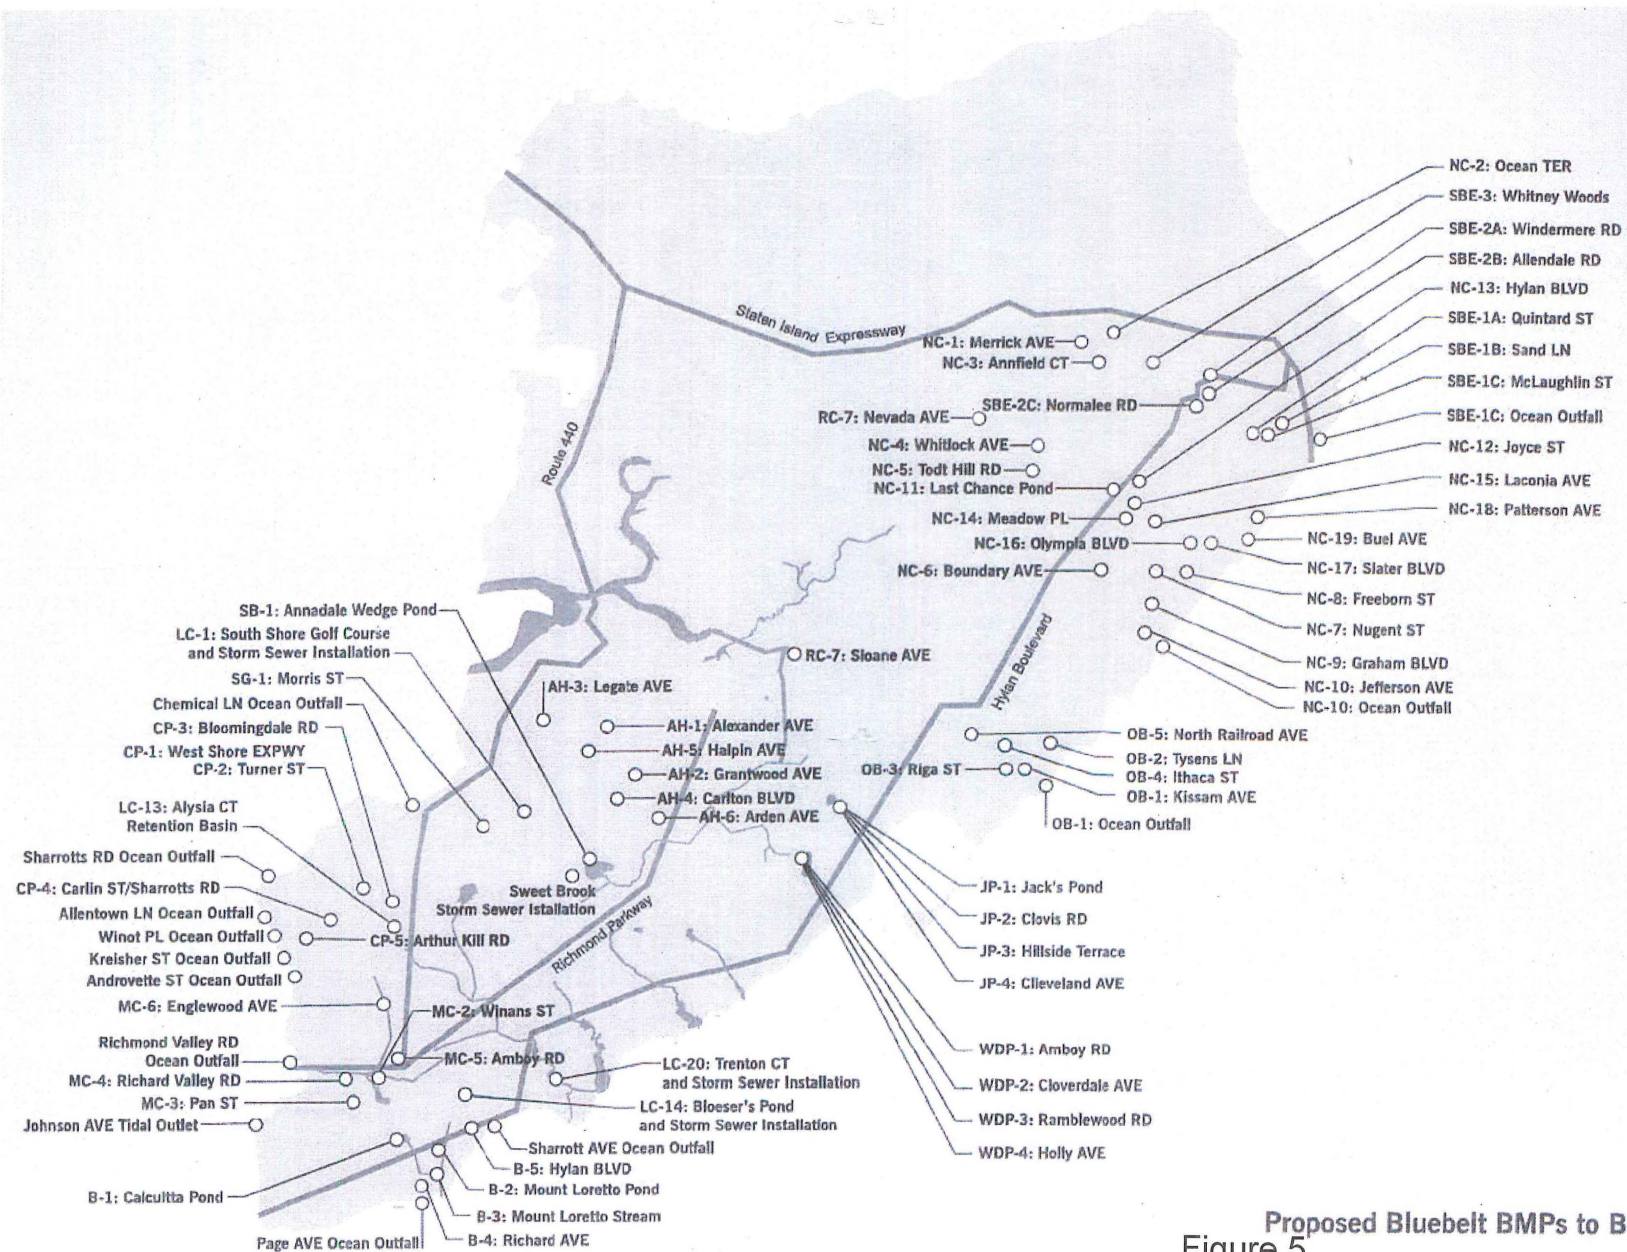 NC-2: Ocean TER
SBE-3: Whitney Woods
SBE-2A: Windermere RD
SBE-2B: Allendale RD
NC-13: Hylan BLVD
SBE-1A: Quintard ST
SBE-1B: Sand LN
SBE-1C: McLaughlin ST
SBE-1C: Ocean Outfall
NC-12: Joyce ST
NC-15: Laconia AVE
NC-18: Patterson AVE
NC-19: Buel AVE
NC-17: Slater BLVD
NC-8: Freeborn ST
NC-7: Nugent ST
NC-9: Graham BLVD
NC-10: Jefferson AVE
NC-10: Ocean Outfall
Staten Island Expressway
NC-1: Merrick AVE
NC-3: Annfield CT
SBE-2C: Normalee RD
RC-7: Nevada AVE
NC-4: Whitlock AVE
NC-5: Todt Hill RD
NC-11: Last Chance Pond
NC-14: Meadow PL
NC-16: Olympia BLVD
NC-6: Boundary AVE
Route 440
Hylan Boulevard
RC-7: Sloane AVE
SB-1: Annadale Wedge Pond
LC-1: South Shore Golf Course
and Storm Sewer Installation
SG-1: Morris ST
Chemical LN Ocean Outfall
CP-3: Bloomingdale RD
CP-1: West Shore EXPWY
CP-2: Turner ST
LC-13: Alysia CT
Retention Basin
Sharrotts RD Ocean Outfall
CP-4: Carlin ST/Sharrotts RD
Allentown LN Ocean Outfall
Winot PL Ocean Outfall
CP-5: Arthur Kill RD
Kreisher ST Ocean Outfall
Androvette ST Ocean Outfall
MC-6: Englewood AVE
Richmond Valley RD
Ocean Outfall
MC-4: Richard Valley RD
MC-3: Pan ST
Johnson AVE Tidal Outlet
B-1: Calcultta Pond
Page AVE Ocean Outfall
AH-3: Legate AVE
AH-1: Alexander AVE
AH-5: Halpin AVE
AH-2: Grantwood AVE
AH-4: Carlton BLVD
AH-6: Arden AVE
Sweet Brook
Storm Sewer Istallation
Richmond Parkway
MC-2: Winans ST
MC-5: Amboy RD
LC-20: Trenton CT
and Storm Sewer Installation
LC-14: Bloeser's Pond
and Storm Sewer Installation
Sharrott AVE Ocean Outfall
B-5: Hylan BLVD
B-2: Mount Loretto Pond
B-3: Mount Loretto Stream
B-4: Richard AVE
OB-5: North Railroad AVE
OB-2: Tysens LN
OB-4: Ithaca ST
OB-3: Riga ST
OB-1: Kissam AVE
OB-1: Ocean Outfall
JP-1: Jack's Pond
JP-2: Clovis RD
JP-3: Hillside Terrace
JP-4: Clieveland AVE
WDP-1: Amboy RD
WDP-2: Cloverdale AVE
WDP-3: Ramblewood RD
WDP-4: Holly AVE
Proposed Bluebelt BMPs to B
Figure 5